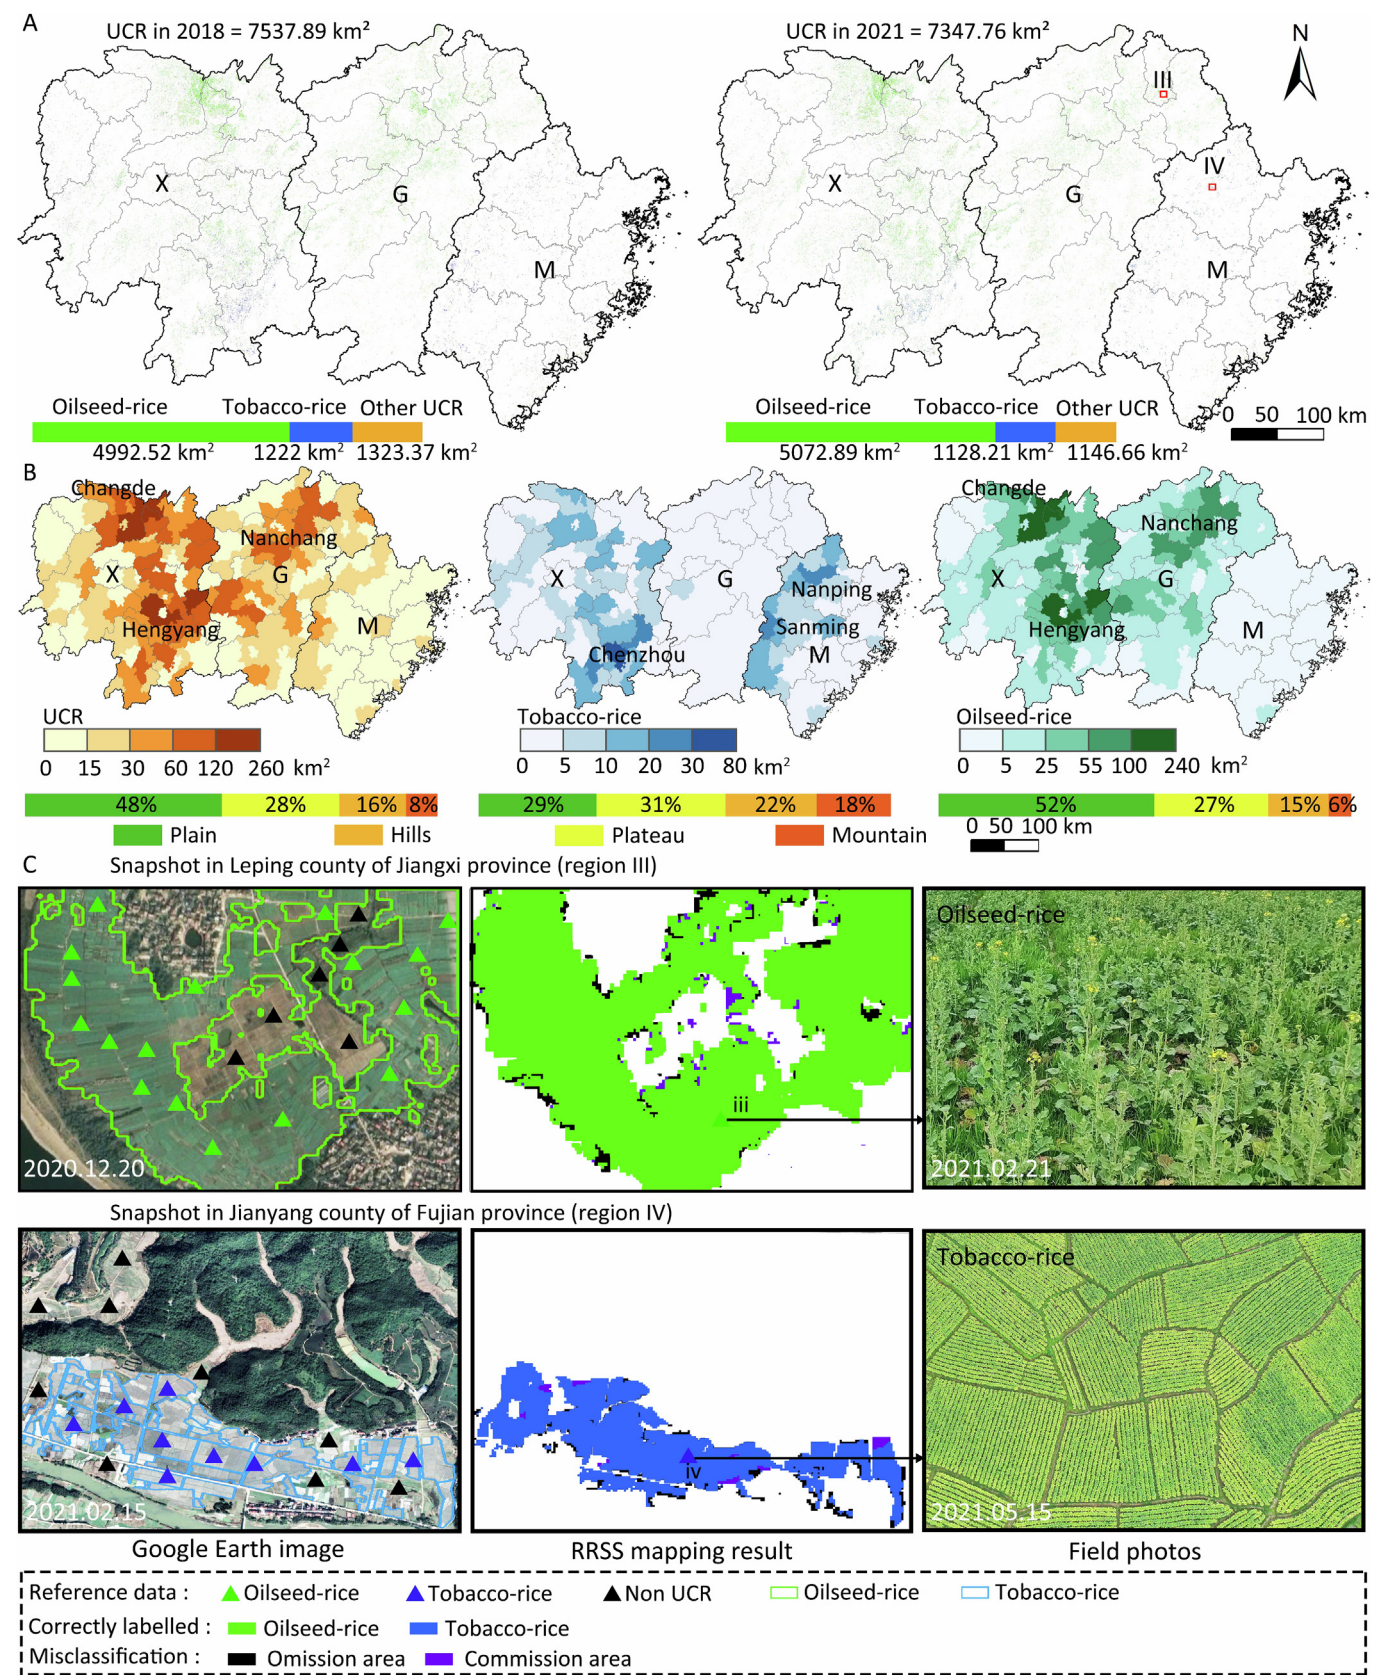 A
UCR in 2018 = 7537.89 km²
UCR in 2021 = 7347.76 km²
N
III
IV
X
G
M
X
G
M
Oilseed-rice Tobacco-rice Other UCR
4992.52 km² 1222 km² 1323.37 km²
Oilseed-rice Tobacco-rice Other UCR
5072.89 km² 1128.21 km² 1146.66 km²
0 50 100 km
B
Changde
Nanchang
X
G
Hengyang
M
UCR
0 15 30 60 120 260 km²
48% 28% 16% 8%
X
G
Nanping
Sanming
Chenzhou
M
Tobacco-rice
0 5 10 20 30 80 km²
29% 31% 22% 18%
Changde
Nanchang
X
G
Hengyang
M
Oilseed-rice
0 5 25 55 100 240 km²
52% 27% 15% 6%
Plain Hills Plateau Mountain
0 50 100 km
C
Snapshot in Leping county of Jiangxi province (region III)
2020.12.20
iii
Oilseed-rice
2021.02.21
Snapshot in Jianyang county of Fujian province (region IV)
2021.02.15
iv
Tobacco-rice
2021.05.15
Google Earth image
RRSS mapping result
Field photos
Reference data : Oilseed-rice Tobacco-rice Non UCR Oilseed-rice Tobacco-rice
Correctly labelled : Oilseed-rice Tobacco-rice
Misclassification : Omission area Commission area